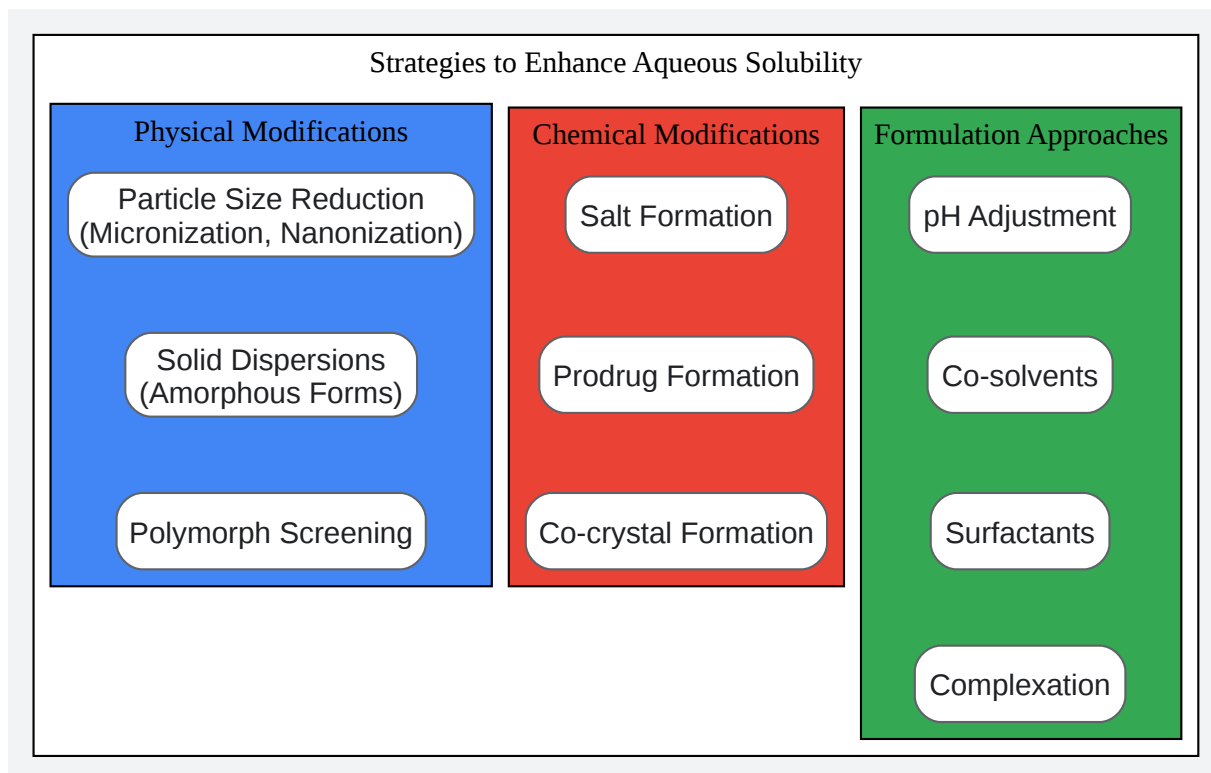 Strategies to Enhance Aqueous Solubility
Physical Modifications
Particle Size Reduction
(Micronization, Nanonization)
Solid Dispersions
(Amorphous Forms)
Polymorph Screening
Chemical Modifications
Salt Formation
Prodrug Formation
Co-crystal Formation
Formulation Approaches
pH Adjustment
Co-solvents
Surfactants
Complexation